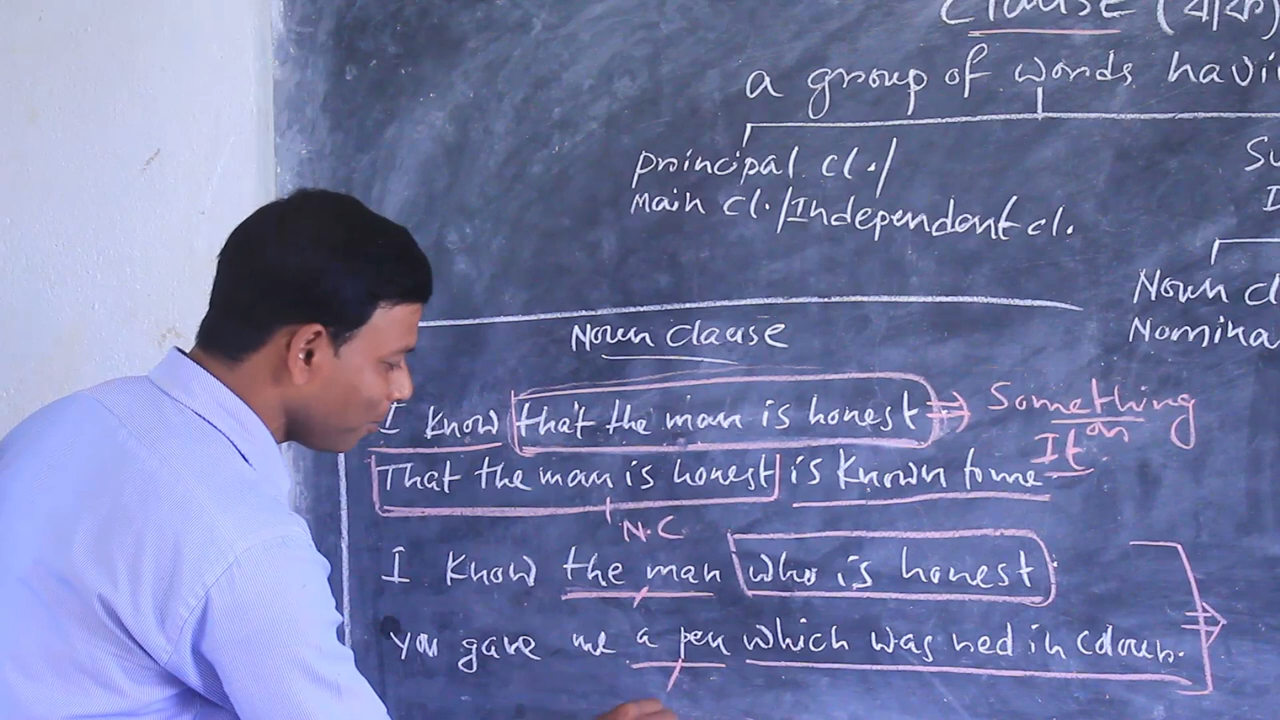 Clause (বাক্য
a group of words havi
principal cl./
main cl./Independent cl.
Su
I
Noun cl
Nomina
Noun Clause
I know that the man is honest ⇒ Something
or
It
That the man is honest is known to me
N.C
I know the man who is honest
you gave me a pen which was red in colour.